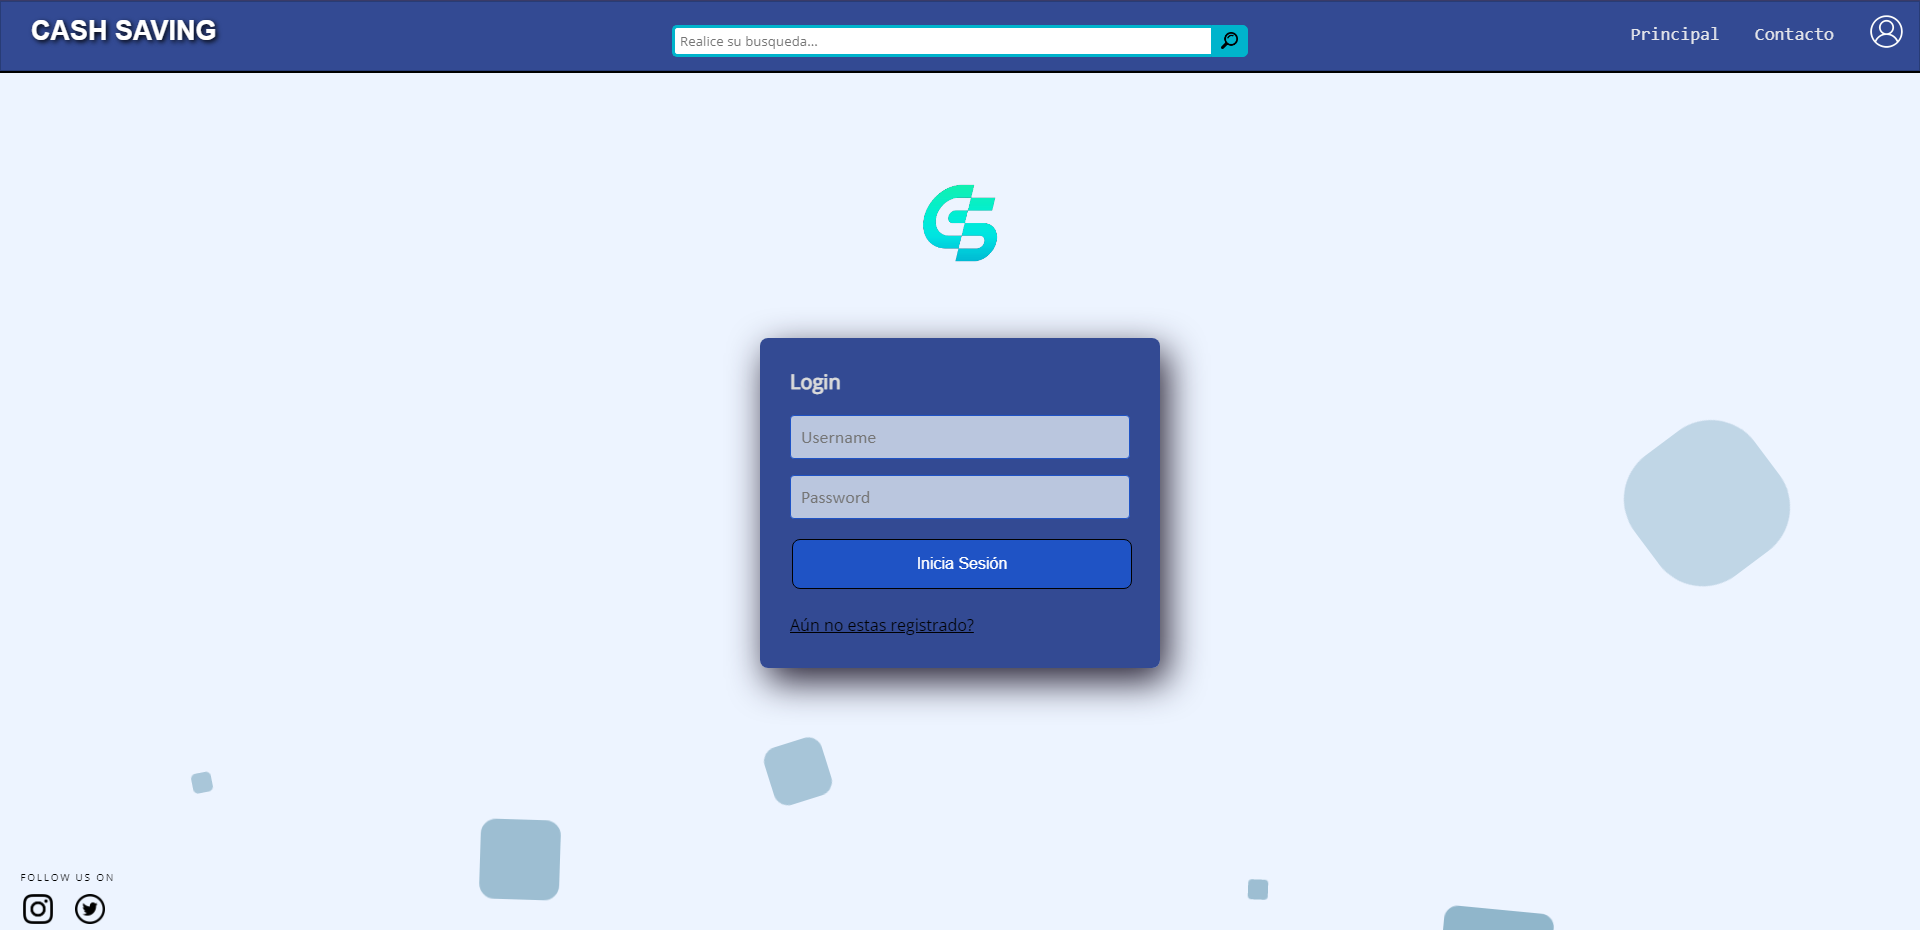 CASH SAVING
Realice su busqueda...
Principal
Contacto
CS
Login
Username
Password
Inicia Sesión
Aún no estas registrado?
FOLLOW US ON